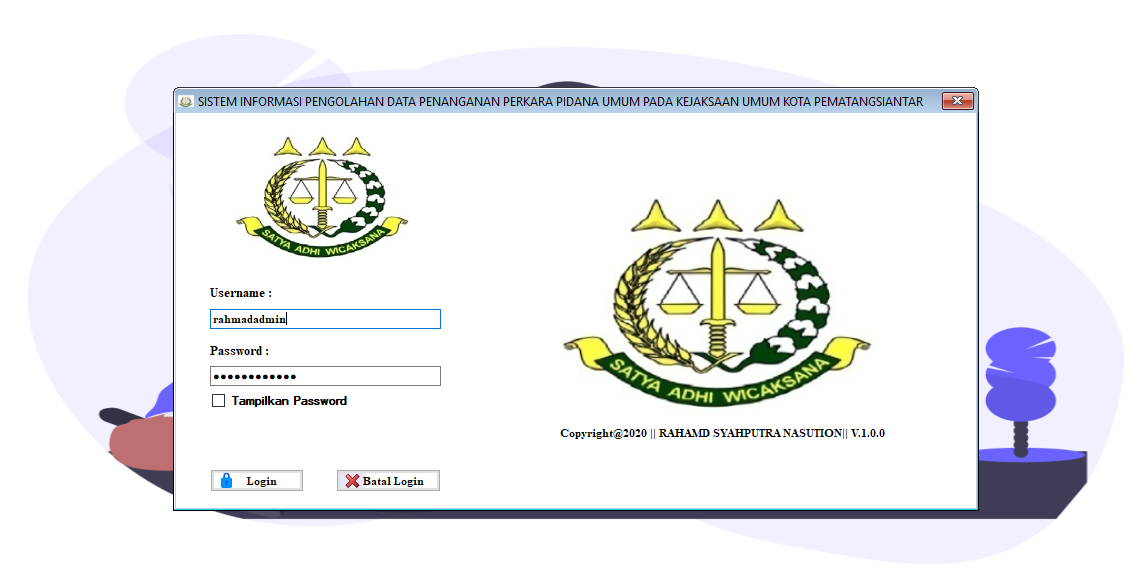 SISTEM INFORMASI PENGOLAHAN DATA PENANGANAN PERKARA PIDANA UMUM PADA KEJAKSAAN UMUM KOTA PEMATANGSIANTAR
SATYA ADHI WICAKSANA
Username :
rahmadadmin
Password :
••••••••••••
Tampilkan Password
Login
Batal Login
SATYA ADHI WICAKSANA
Copyright@2020 || RAHAMD SYAHPUTRA NASUTION|| V.1.0.0